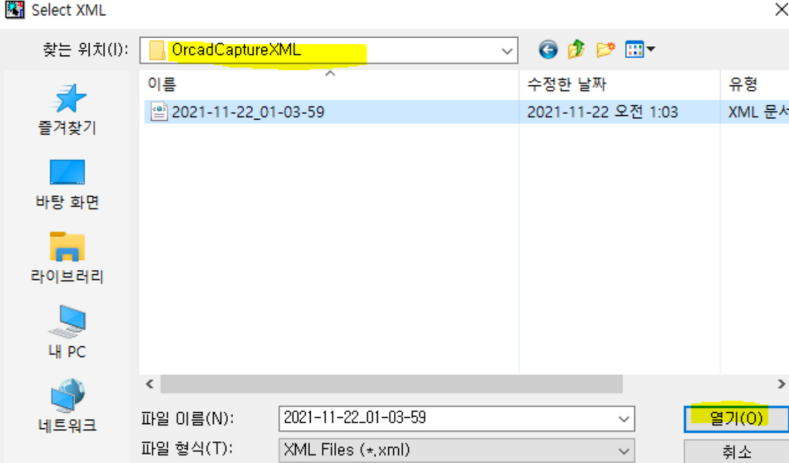 Select XML
찾는 위치(I):
OrcadCaptureXML
이름
수정한 날짜
유형
2021-11-22_01-03-59
2021-11-22 오전 1:03
XML 문서
즐겨찾기
바탕 화면
라이브러리
내 PC
네트워크
파일 이름(N):
2021-11-22_01-03-59
열기(O)
파일 형식(T):
XML Files (*.xml)
취소